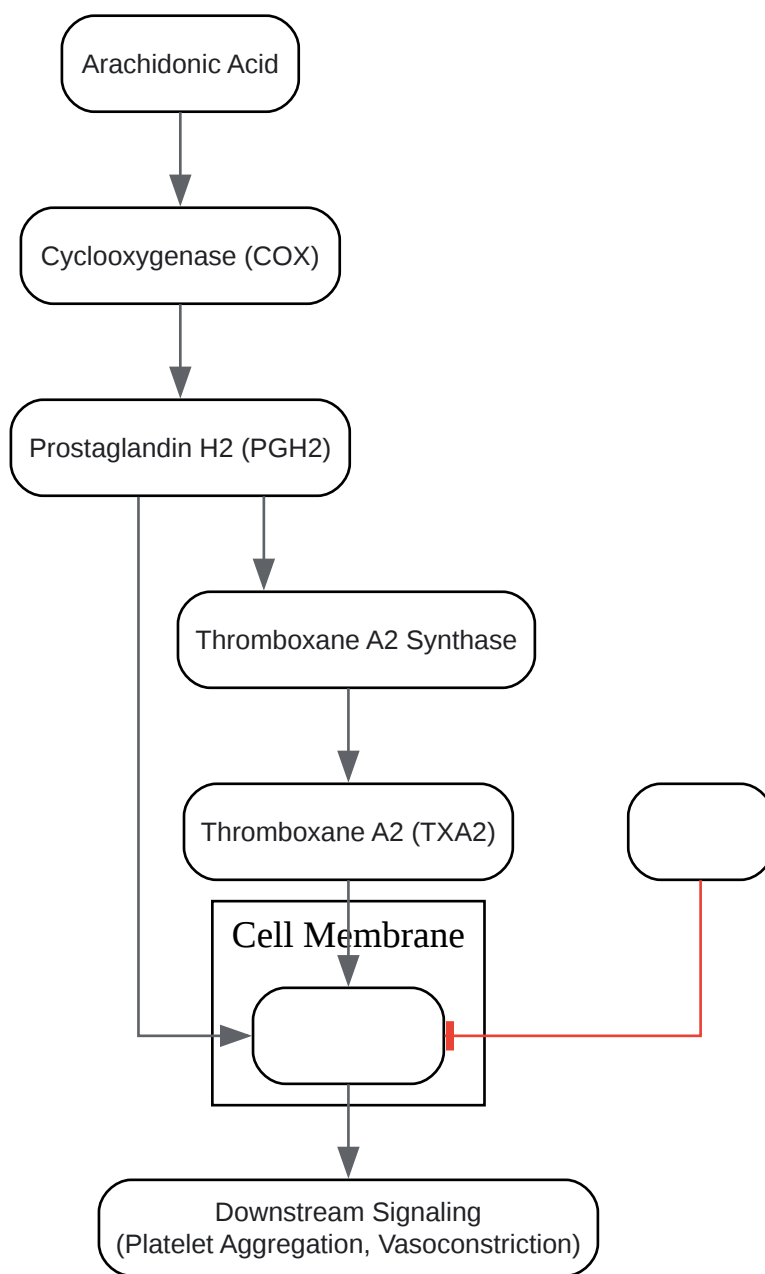 Arachidonic Acid
Cyclooxygenase (COX)
Prostaglandin H2 (PGH2)
Thromboxane A2 Synthase
Thromboxane A2 (TXA2)
Cell Membrane
Downstream Signaling
(Platelet Aggregation, Vasoconstriction)